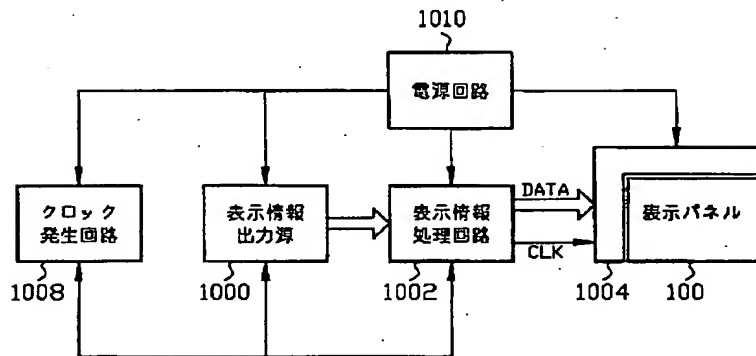 1010
電源回路
クロック
発生回路
1008
表示情報
出力源
1000
表示情報
処理回路
1002
DATA
CLK
表示パネル
1004
100